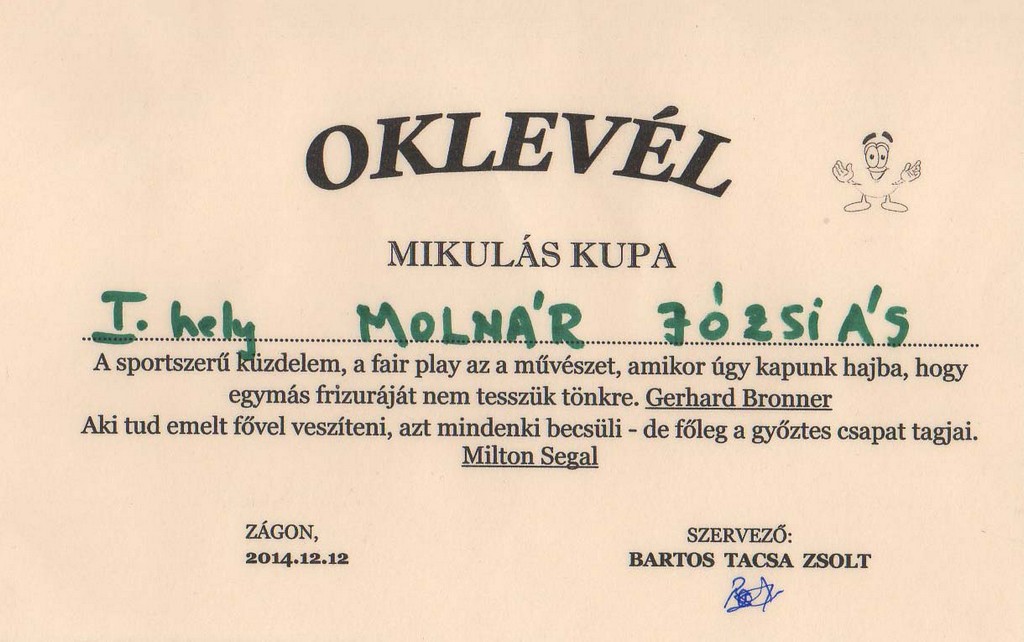 OKLEVÉL
MIKULÁS KUPA
I. hely MOLNÁR JÓZSIÁS
A sportszerű küzdelem, a fair play az a művészet, amikor úgy kapunk hajba, hogy
egymás frizuráját nem tesszük tönkre. Gerhard Bronner
Aki tud emelt fővel veszíteni, azt mindenki becsüli - de főleg a győztes csapat tagjai.
Milton Segal
ZÁGON,
2014.12.12
SZERVEZŐ:
BARTOS TACSA ZSOLT